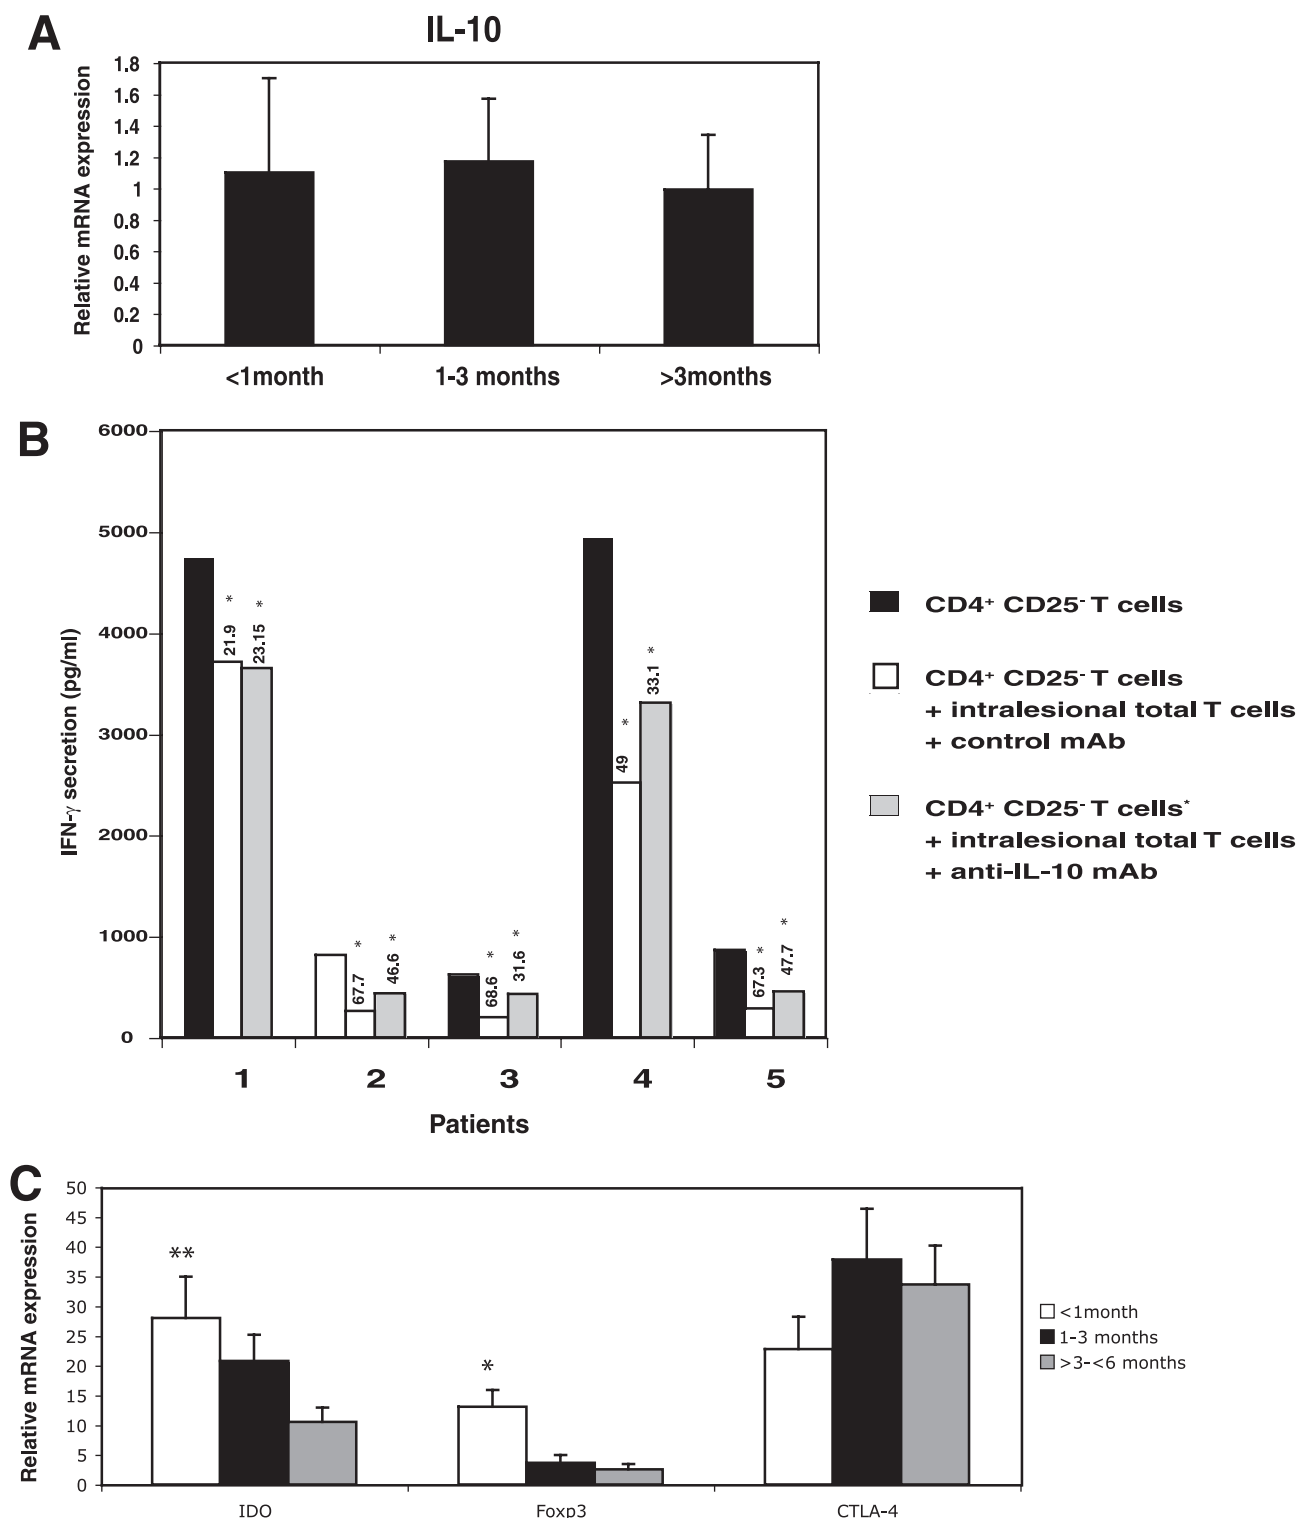 A
IL-10
Relative mRNA expression
1.8
1.6
1.4
1.2
1
0.8
0.6
0.4
0.2
0
<1month
1-3 months
>3months
B
IFN-γ secretion (pg/ml)
6000
5000
4000
3000
2000
1000
0
21.9 *
23.15 *
67.7 *
46.6 *
68.6 *
31.6 *
49 *
33.1 *
67.3 *
47.7 *
1 2 3 4 5
Patients
CD4⁺ CD25⁻ T cells
CD4⁺ CD25⁻ T cells
+ intralesional total T cells
+ control mAb
CD4⁺ CD25⁻ T cells*
+ intralesional total T cells
+ anti-IL-10 mAb
C
Relative mRNA expression
50
45
40
35
30
25
20
15
10
5
0
**
*
IDO
Foxp3
CTLA-4
<1month
1-3 months
>3-<6 months